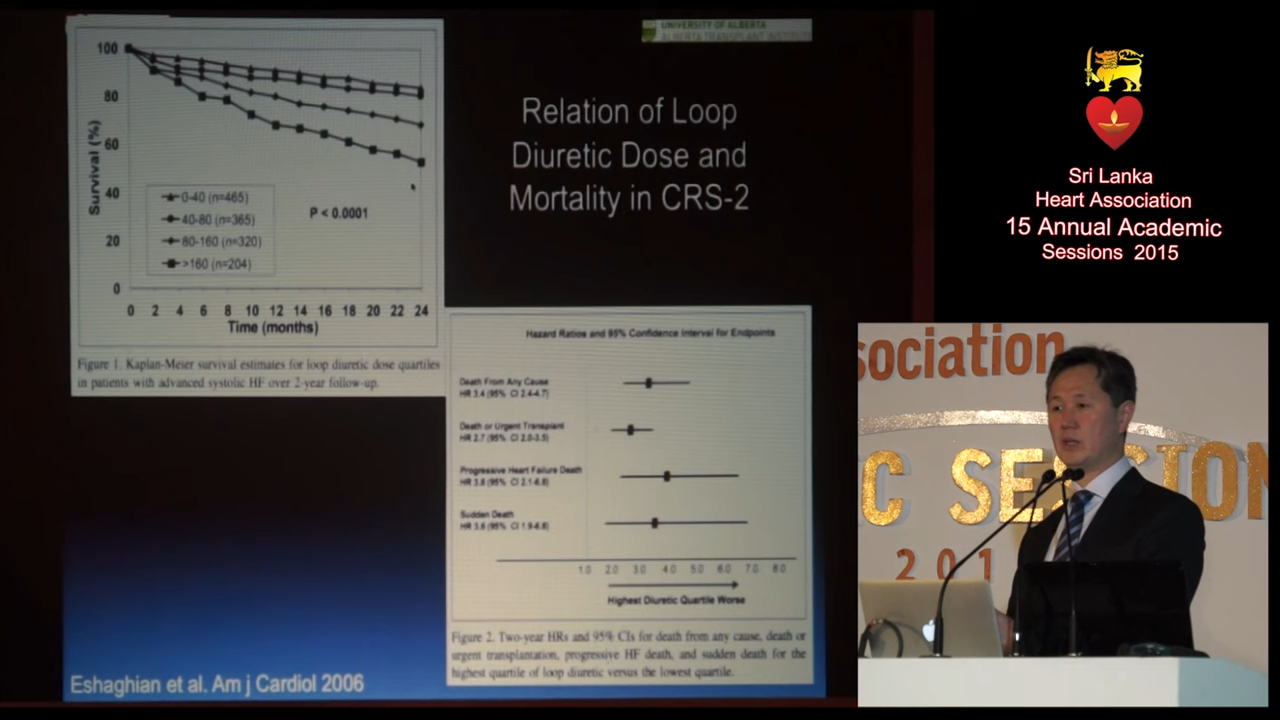 UNIVERSITY OF ALBERTA
ALBERTA TRANSPLANT INSTITUTE
Relation of Loop
Diuretic Dose and
Mortality in CRS-2
Survival (%)
100
80
60
40
20
0
0-40 (n=465)
40-80 (n=365)
80-160 (n=320)
>160 (n=204)
P < 0.0001
0 2 4 6 8 10 12 14 16 18 20 22 24
Time (months)
Figure 1. Kaplan-Meier survival estimates for loop diuretic dose quartiles
in patients with advanced systolic HF over 2-year follow-up.
Hazard Ratios and 95% Confidence Interval for Endpoints
Death From Any Cause
HR 3.4 (95% CI 2.4-4.7)
Death or Urgent Transplant
HR 2.7 (95% CI 2.0-3.5)
Progressive Heart Failure Death
HR 3.8 (95% CI 2.1-6.8)
Sudden Death
HR 3.6 (95% CI 1.9-6.8)
1.0 2.0 3.0 4.0 5.0 6.0 7.0 8.0
Highest Diuretic Quartile Worse
Figure 2. Two-year HRs and 95% CIs for death from any cause, death or
urgent transplantation, progressive HF death, and sudden death for the
highest quartile of loop diuretic versus the lowest quartile.
Eshaghian et al. Am j Cardiol 2006
Sri Lanka
Heart Association
15 Annual Academic
Sessions 2015
sociation
C SESSION
201